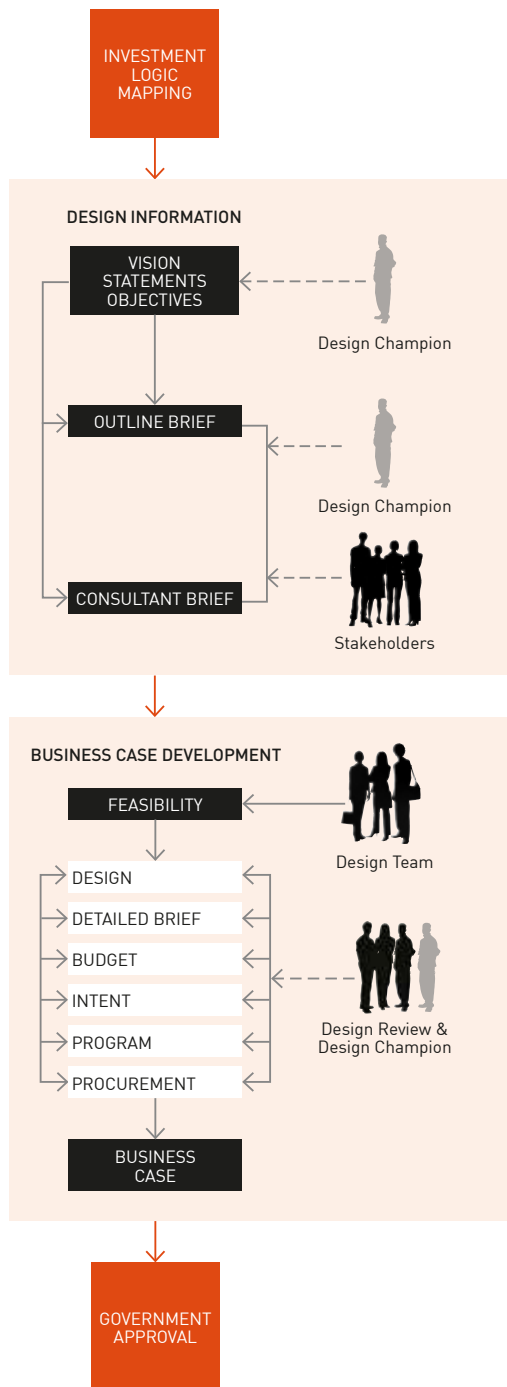 INVESTMENT
LOGIC
MAPPING
DESIGN INFORMATION
VISION
STATEMENTS
OBJECTIVES
Design Champion
OUTLINE BRIEF
Design Champion
CONSULTANT BRIEF
Stakeholders
BUSINESS CASE DEVELOPMENT
FEASIBILITY
Design Team
DESIGN
DETAILED BRIEF
BUDGET
INTENT
Design Review &
Design Champion
PROGRAM
PROCUREMENT
BUSINESS
CASE
GOVERNMENT
APPROVAL